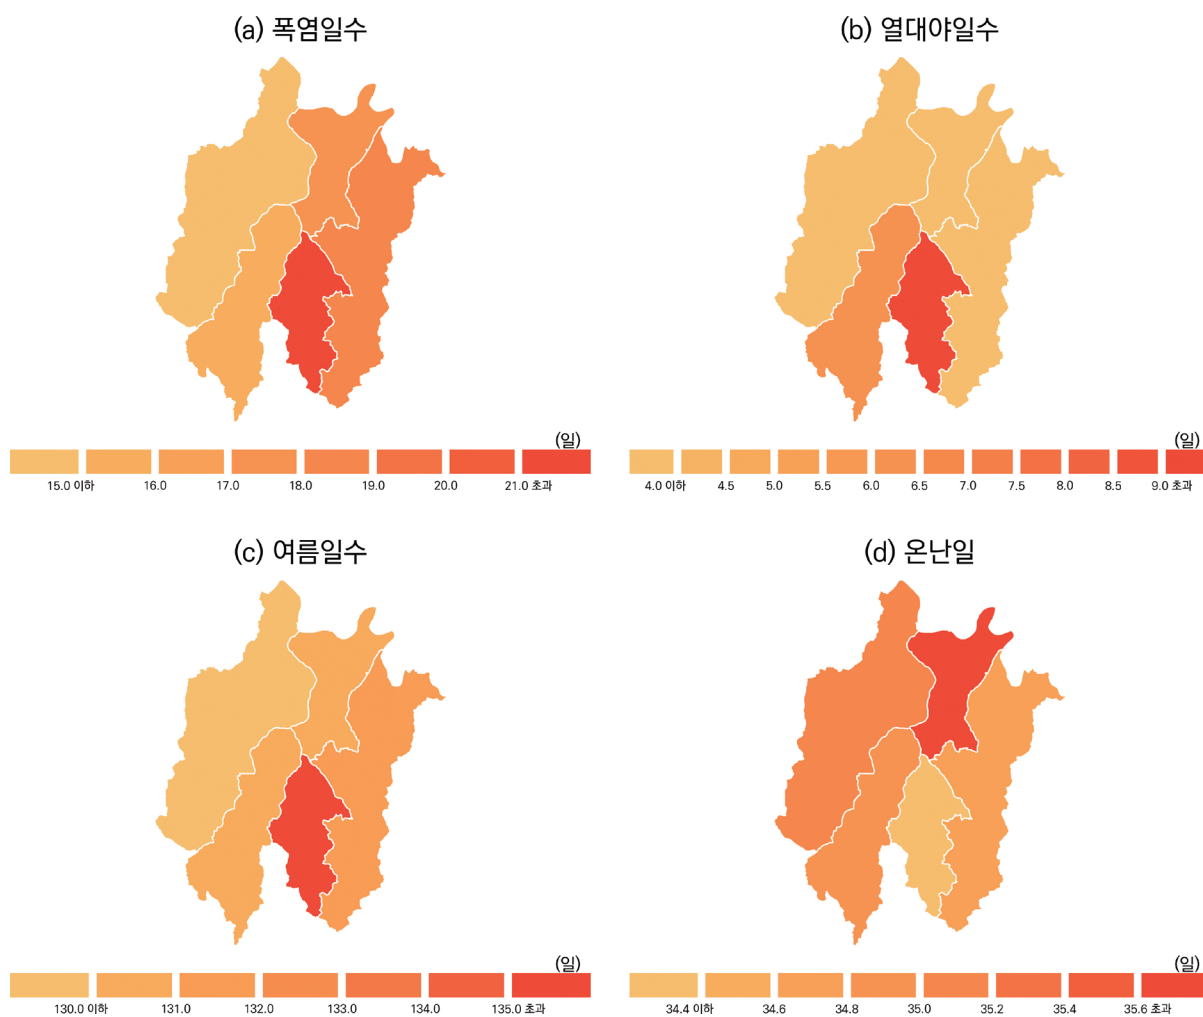 (a) 폭염일수
(b) 열대야일수
(일)
15.0 이하 16.0 17.0 18.0 19.0 20.0 21.0 초과
(일)
4.0 이하 4.5 5.0 5.5 6.0 6.5 7.0 7.5 8.0 8.5 9.0 초과
(c) 여름일수
(d) 온난일
(일)
130.0 이하 131.0 132.0 133.0 134.0 135.0 초과
(일)
34.4 이하 34.6 34.8 35.0 35.2 35.4 35.6 초과